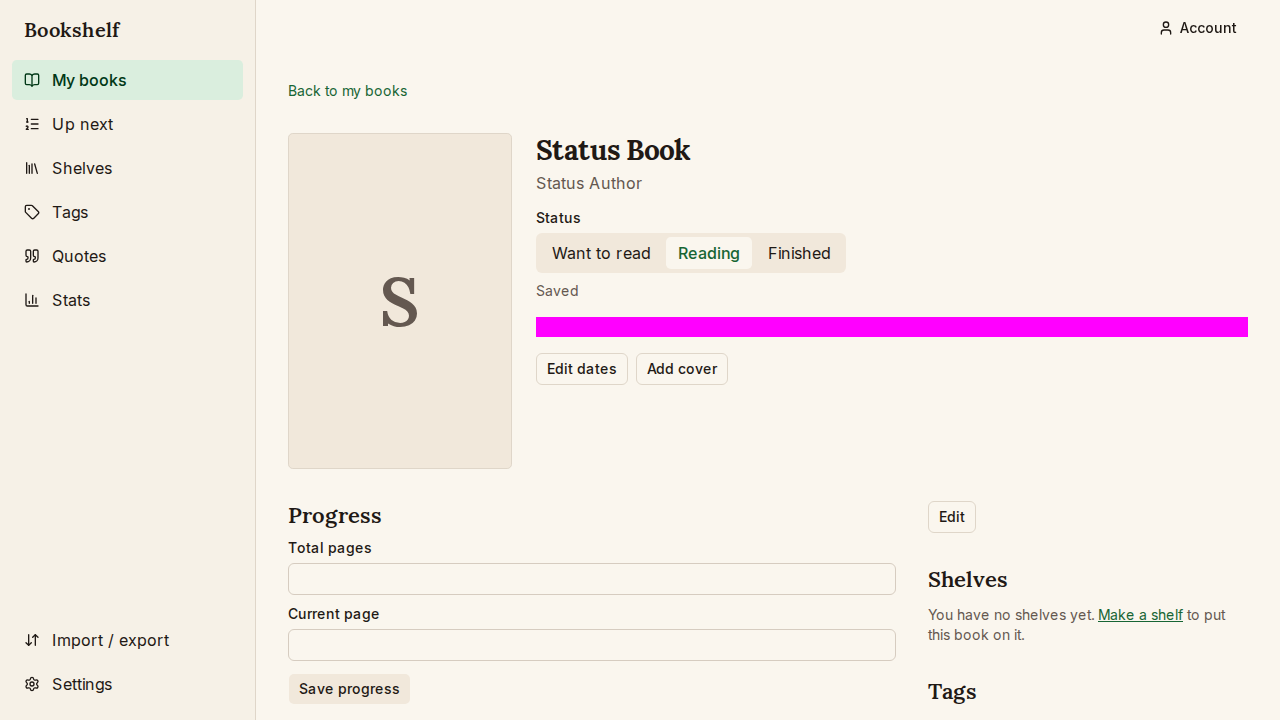 Bookshelf
My books
Up next
Shelves
Tags
Quotes
Stats
Import / export
Settings
Account
Back to my books
S
Status Book
Status Author
Status
Want to read
Reading
Finished
Saved
Edit dates
Add cover
Progress
Total pages
Current page
Save progress
Edit
Shelves
You have no shelves yet. Make a shelf to put
this book on it.
Tags